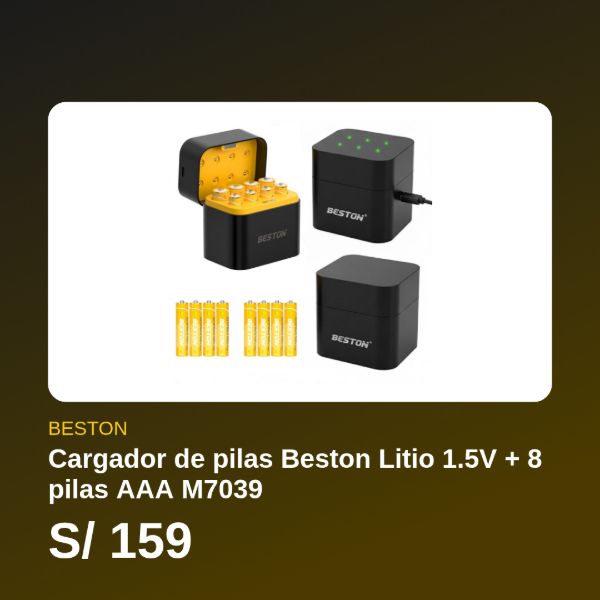 BESTON
BESTON
BESTON
BESTON
Cargador de pilas Beston Litio 1.5V + 8
pilas AAA M7039
S/ 159